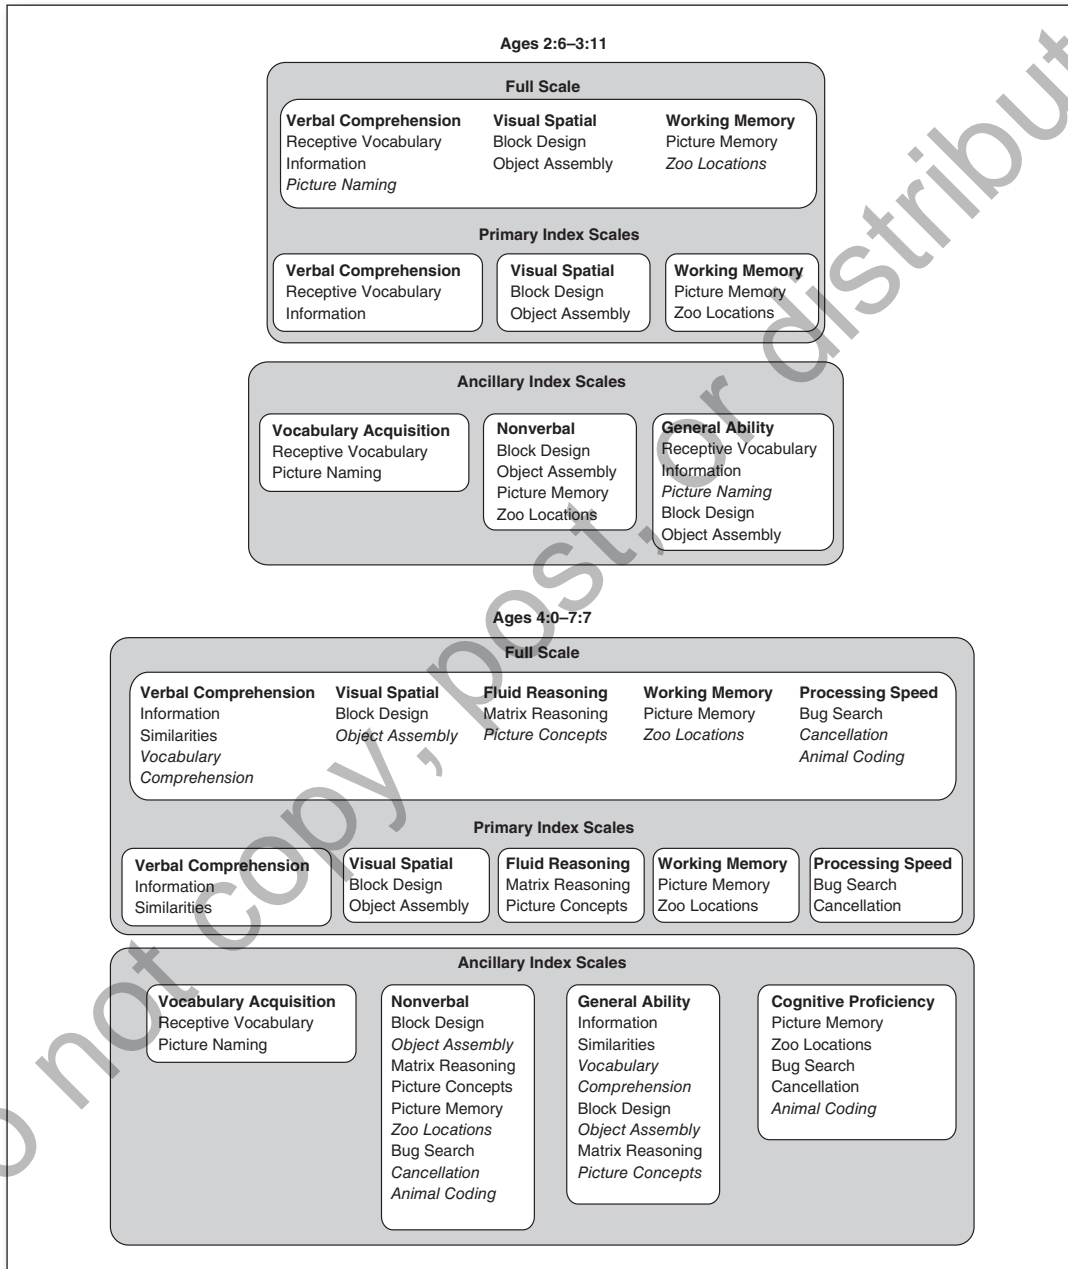 Ages 2:6–3:11
Full Scale
Verbal Comprehension
Receptive Vocabulary
Information
Picture Naming
Visual Spatial
Block Design
Object Assembly
Working Memory
Picture Memory
Zoo Locations
Primary Index Scales
Verbal Comprehension
Receptive Vocabulary
Information
Visual Spatial
Block Design
Object Assembly
Working Memory
Picture Memory
Zoo Locations
Ancillary Index Scales
Vocabulary Acquisition
Receptive Vocabulary
Picture Naming
Nonverbal
Block Design
Object Assembly
Picture Memory
Zoo Locations
General Ability
Receptive Vocabulary
Information
Picture Naming
Block Design
Object Assembly
Ages 4:0–7:7
Full Scale
Verbal Comprehension
Information
Similarities
Vocabulary
Comprehension
Visual Spatial
Block Design
Object Assembly
Fluid Reasoning
Matrix Reasoning
Picture Concepts
Working Memory
Picture Memory
Zoo Locations
Processing Speed
Bug Search
Cancellation
Animal Coding
Primary Index Scales
Verbal Comprehension
Information
Similarities
Visual Spatial
Block Design
Object Assembly
Fluid Reasoning
Matrix Reasoning
Picture Concepts
Working Memory
Picture Memory
Zoo Locations
Processing Speed
Bug Search
Cancellation
Ancillary Index Scales
Vocabulary Acquisition
Receptive Vocabulary
Picture Naming
Nonverbal
Block Design
Object Assembly
Matrix Reasoning
Picture Concepts
Picture Memory
Zoo Locations
Bug Search
Cancellation
Animal Coding
General Ability
Information
Similarities
Vocabulary
Comprehension
Block Design
Object Assembly
Matrix Reasoning
Picture Concepts
Cognitive Proficiency
Picture Memory
Zoo Locations
Bug Search
Cancellation
Animal Coding
o not copy, post, or distribut